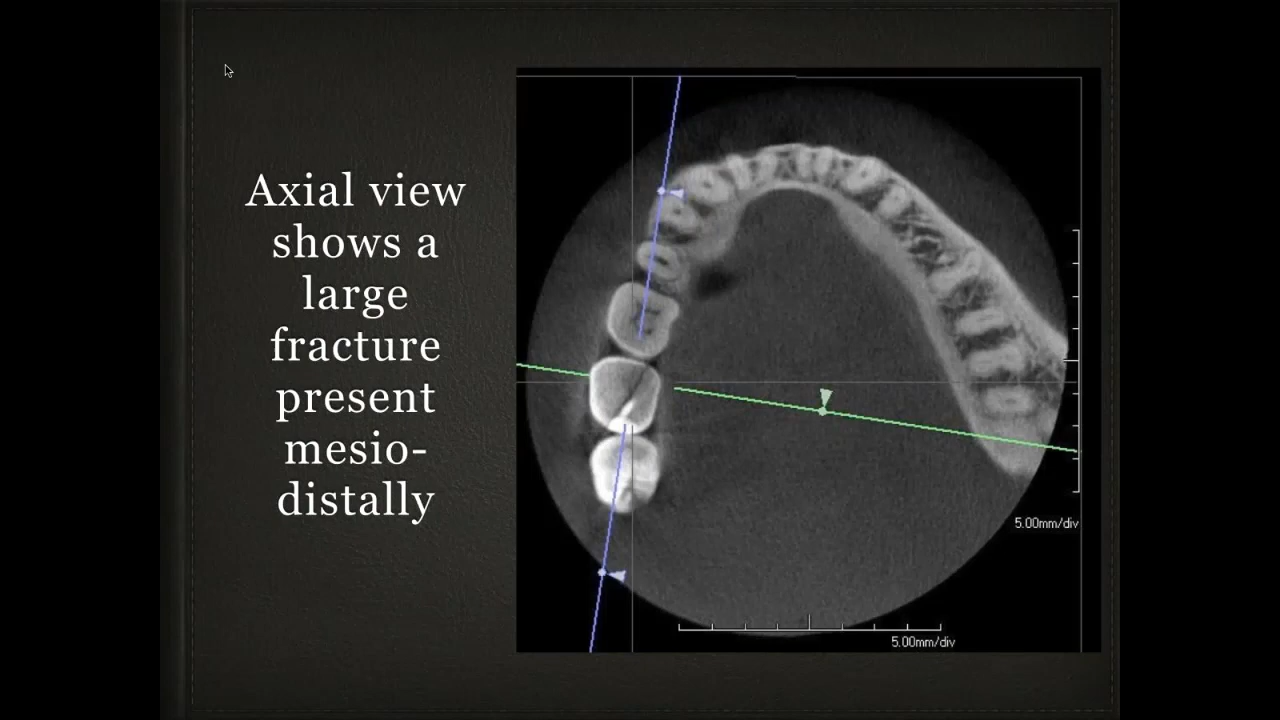 Axial view
shows a
large
fracture
present
mesio-
distally
5.00mm/div
5.00mm/div